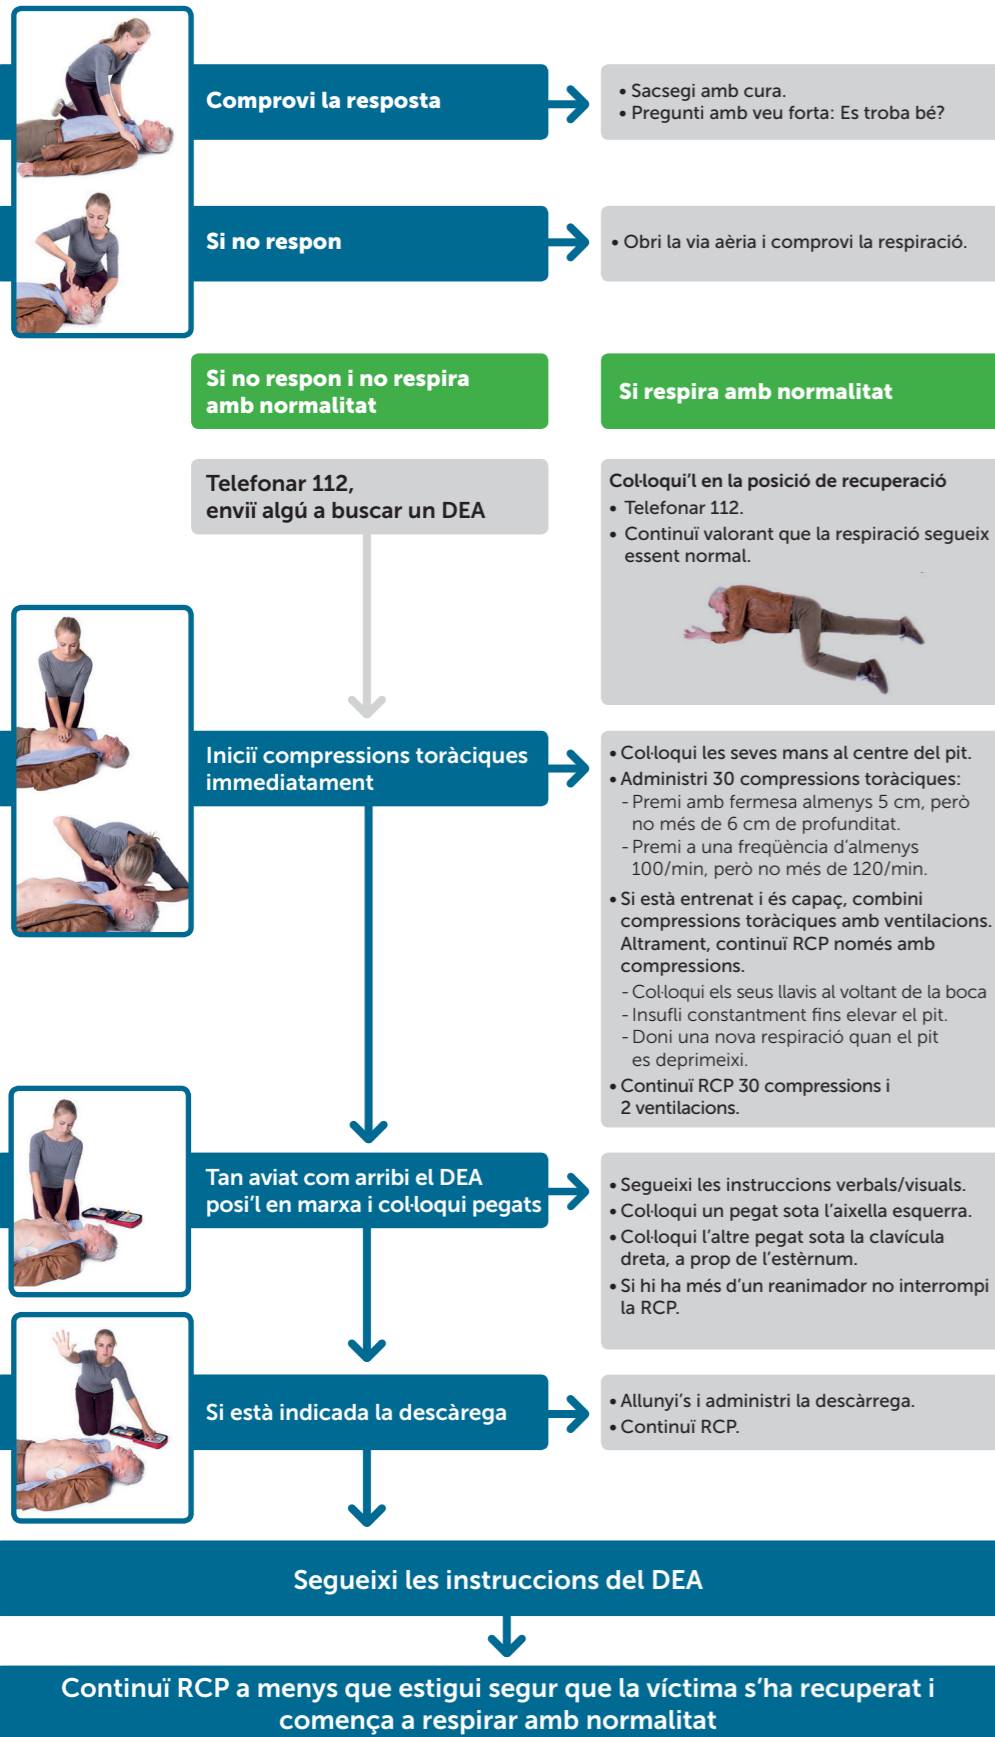 Comprovi la resposta
• Sacsegi amb cura.
• Pregunti amb veu forta: Es troba bé?
Si no respon
• Obri la via aèria i comprovi la respiració.
Si no respon i no respira
amb normalitat
Si respira amb normalitat
Telefonar 112,
enviï algú a buscar un DEA
Col·loqui'l en la posició de recuperació
• Telefonar 112.
• Continuï valorant que la respiració segueix
essent normal.
Iniciï compressions toràciques
immediatament
• Col·loqui les seves mans al centre del pit.
• Administri 30 compressions toràciques:
- Premi amb fermesa almenys 5 cm, però
no més de 6 cm de profunditat.
- Premi a una freqüència d'almenys
100/min, però no més de 120/min.
• Si està entrenat i és capaç, combini
compressions toràciques amb ventilacions.
Altrament, continuï RCP només amb
compressions.
- Col·loqui els seus llavis al voltant de la boca
- Insufli constantment fins elevar el pit.
- Doni una nova respiració quan el pit
es deprimeixi.
• Continuï RCP 30 compressions i
2 ventilacions.
Tan aviat com arribi el DEA
posi'l en marxa i col·loqui pegats
• Segueixi les instruccions verbals/visuals.
• Col·loqui un pegat sota l'aixella esquerra.
• Col·loqui l'altre pegat sota la clavícula
dreta, a prop de l'estèrnum.
• Si hi ha més d'un reanimador no interrompi
la RCP.
Si està indicada la descàrega
• Allunyi's i administri la descàrrega.
• Continuï RCP.
Segueixi les instruccions del DEA
Continuï RCP a menys que estigui segur que la víctima s'ha recuperat i
comença a respirar amb normalitat